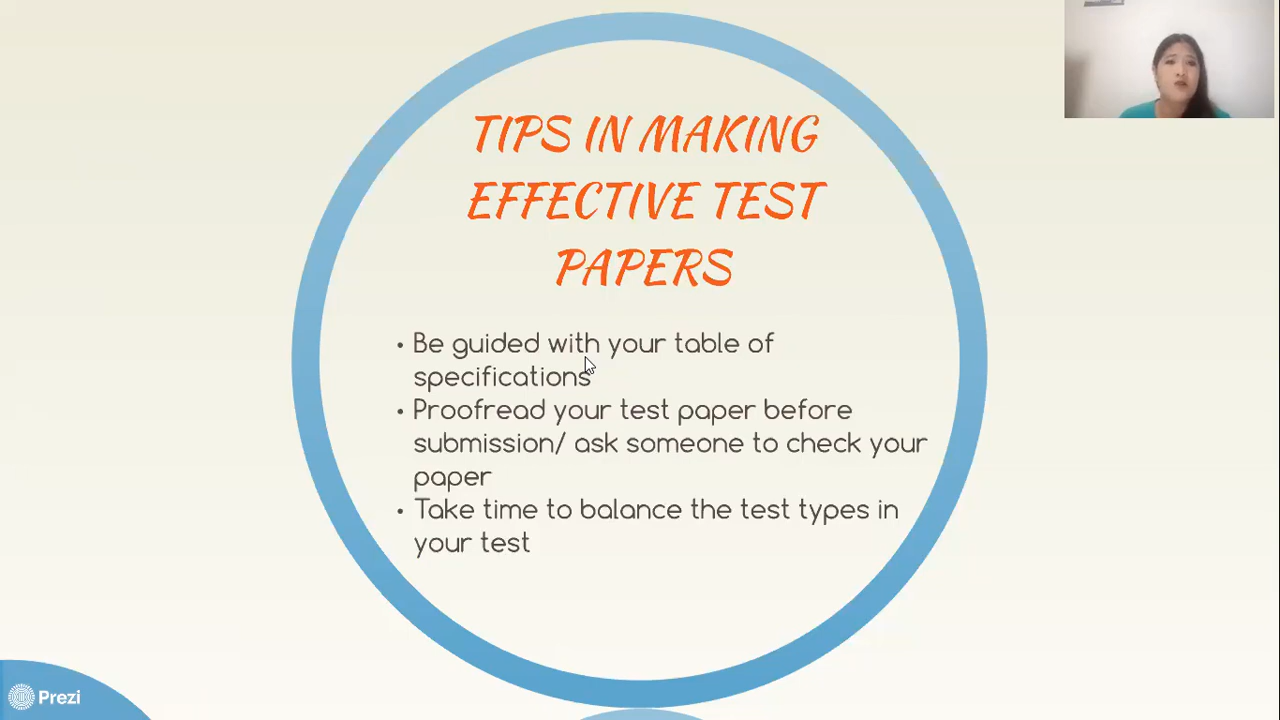 TIPS IN MAKING
EFFECTIVE TEST
PAPERS
• Be guided with your table of
specifications
• Proofread your test paper before
submission/ ask someone to check your
paper
• Take time to balance the test types in
your test
Prezi